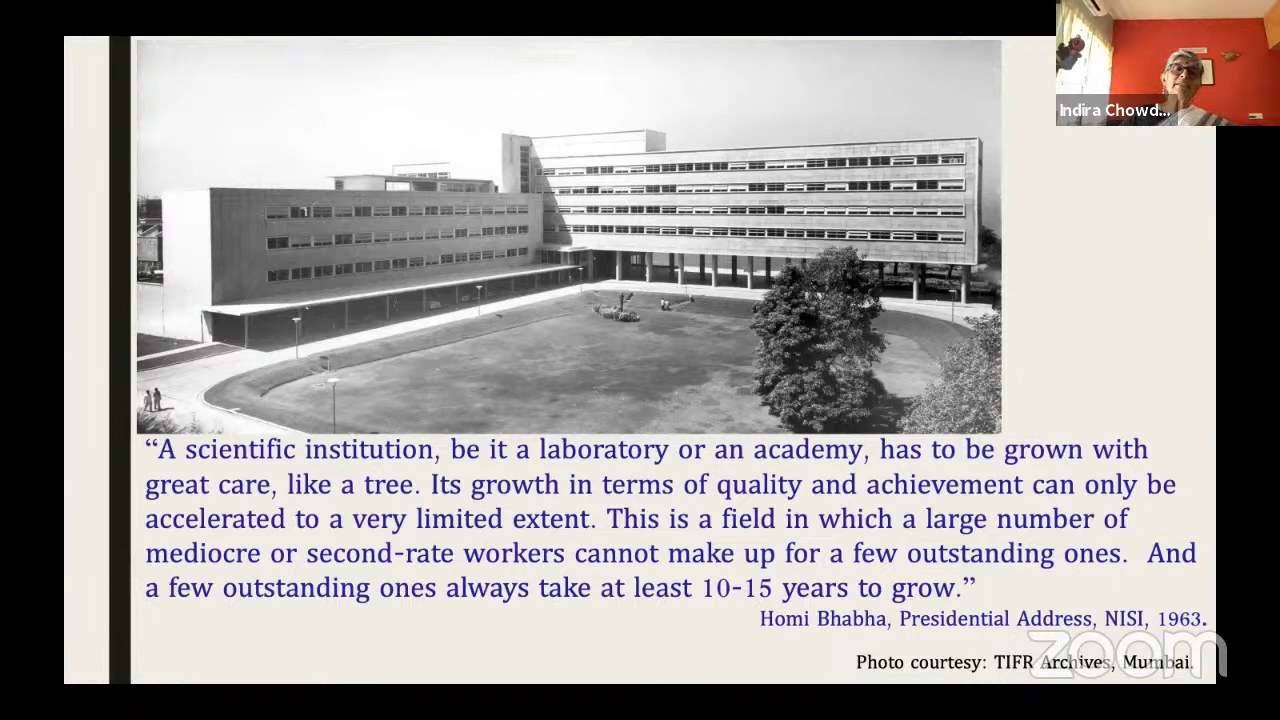 Indira Chowd...
“A scientific institution, be it a laboratory or an academy, has to be grown with
great care, like a tree. Its growth in terms of quality and achievement can only be
accelerated to a very limited extent. This is a field in which a large number of
mediocre or second-rate workers cannot make up for a few outstanding ones. And
a few outstanding ones always take at least 10-15 years to grow.”
Homi Bhabha, Presidential Address, NISI, 1963.
Photo courtesy: TIFR Archives, Mumbai.
zoom